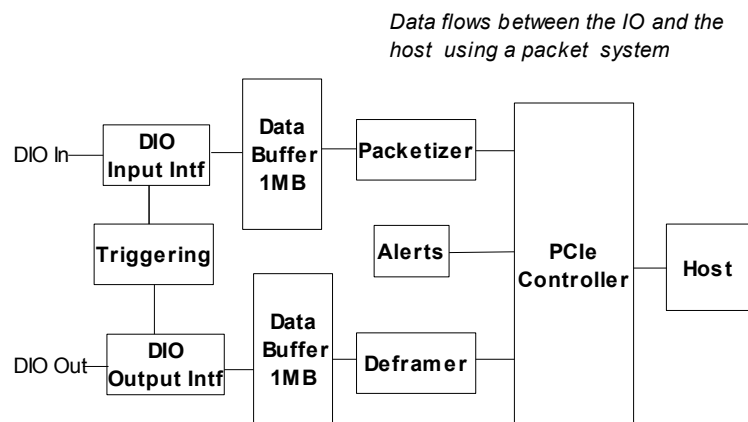 Data flows between the IO and the
host using a packet system
DIO In
DIO
Input Intf
Data
Buffer
1MB
Packetizer
Triggering
Alerts
PCIe
Controller
Host
DIO Out
DIO
Output Intf
Data
Buffer
1MB
Deframer